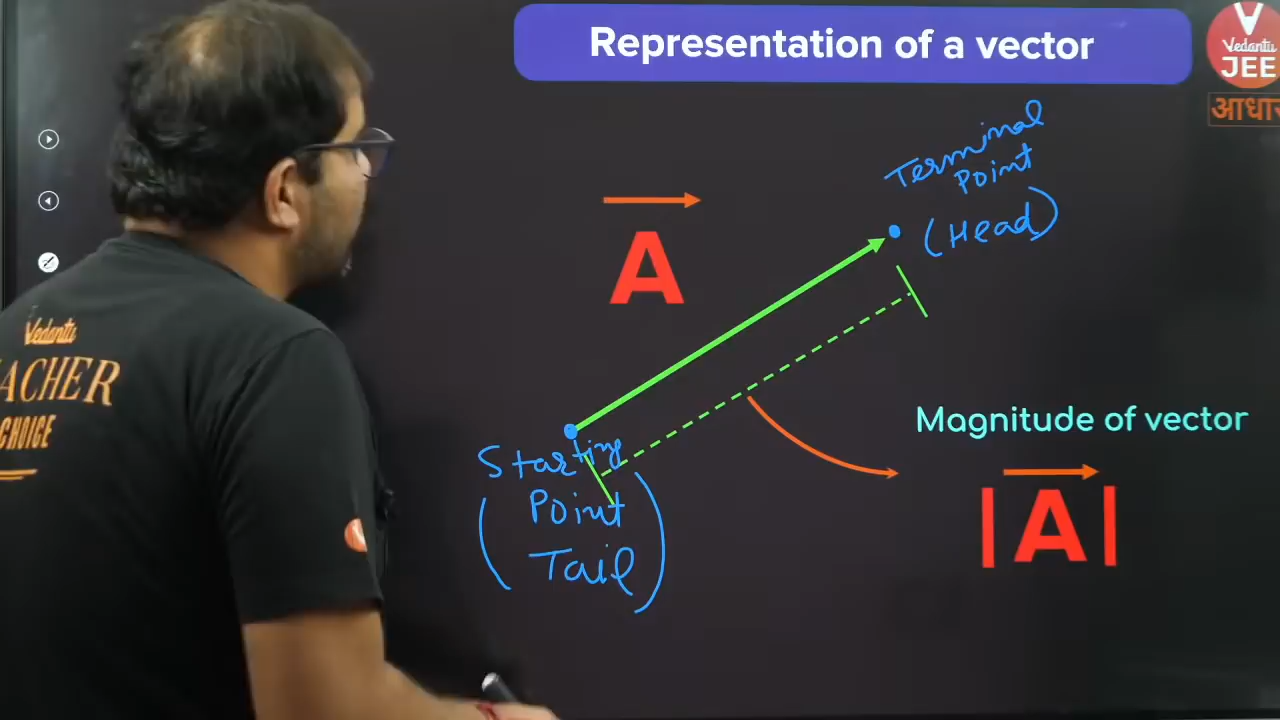 Representation of a vector
Vedantu
JEE
आधार
Terminal
Point
(Head)
A
Starting
Point
Tail
Magnitude of vector
|A|
Vedantu
ACHER
CHOICE